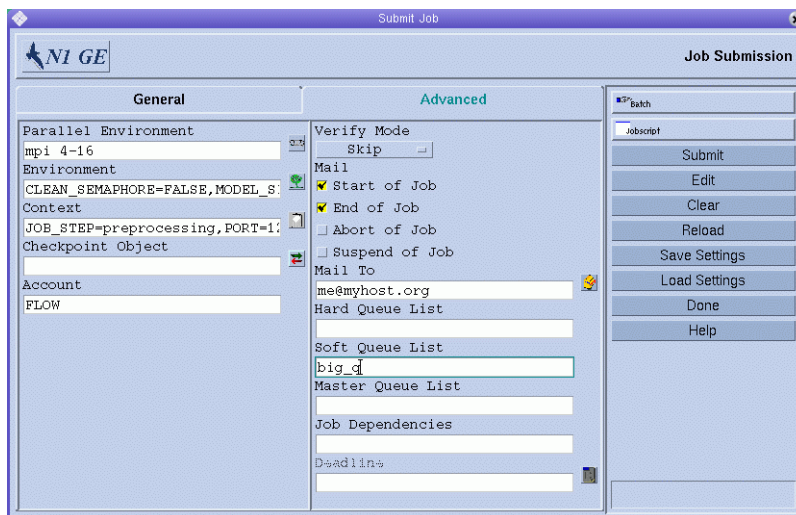 Submit Job
N1 GE
Job Submission
General
Advanced
Parallel Environment
mpi 4-16
Environment
CLEAN_SEMAPHORE=FALSE,MODEL_S
Context
JOB_STEP=preprocessing,PORT=12
Checkpoint Object
Account
FLOW
Verify Mode
Skip
Mail
Start of Job
End of Job
Abort of Job
Suspend of Job
Mail To
me@myhost.org
Hard Queue List
Soft Queue List
big_q
Master Queue List
Job Dependencies
Deadline
Batch
Jobscript
Submit
Edit
Clear
Reload
Save Settings
Load Settings
Done
Help